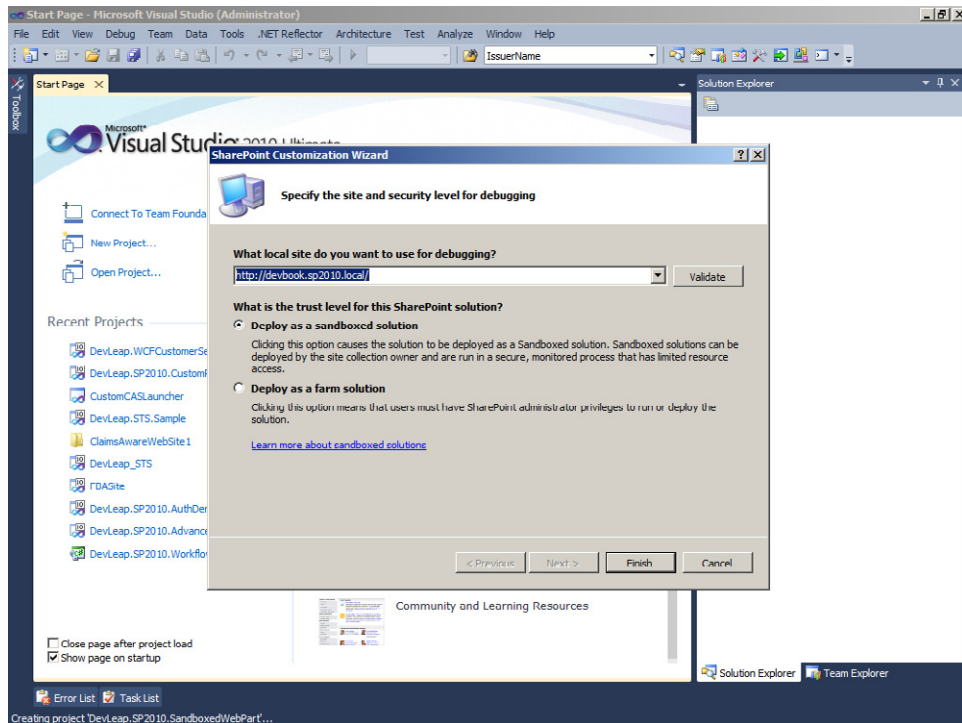 Start Page - Microsoft Visual Studio (Administrator)
File Edit View Debug Team Data Tools .NET Reflector Architecture Test Analyze Window Help
IssuerName
Toolbox
Start Page
Solution Explorer
Microsoft
Visual Studio 2010 Ultimate
SharePoint Customization Wizard
Specify the site and security level for debugging
What local site do you want to use for debugging?
http://devbook.sp2010.local/
Validate
What is the trust level for this SharePoint solution?
Deploy as a sandboxed solution
Clicking this option causes the solution to be deployed as a Sandboxed solution. Sandboxed solutions can be
deployed by the site collection owner and are run in a secure, monitored process that has limited resource
access.
Deploy as a farm solution
Clicking this option means that users must have SharePoint administrator privileges to run or deploy the
solution.
Learn more about sandboxed solutions
< Previous
Next >
Finish
Cancel
Connect To Team Founda
New Project...
Open Project...
Recent Projects
DevLeap.WCFCustomerSe
DevLeap.SP2010.Custom
CustomCASLauncher
DevLeap.STS.Sample
ClaimsAwareWebSite1
DevLeap_STS
FBASite
DevLeap.SP2010.AuthDer
DevLeap.SP2010.Advance
DevLeap.SP2010.Workflo
Community and Learning Resources
Close page after project load
Show page on startup
Solution Explorer
Team Explorer
Error List
Task List
Creating project 'DevLeap.SP2010.SandboxedWebPart'...